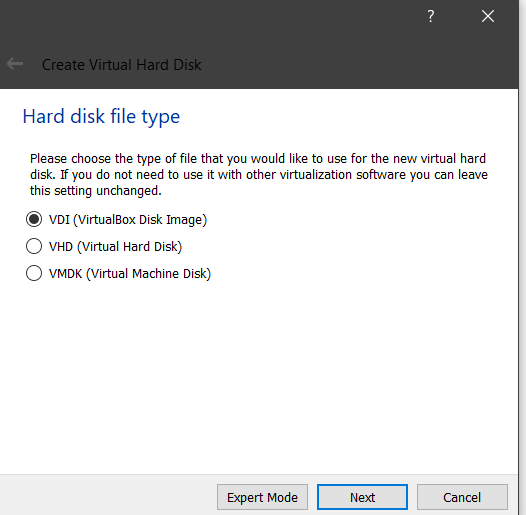 ?
Create Virtual Hard Disk
Hard disk file type
Please choose the type of file that you would like to use for the new virtual hard
disk. If you do not need to use it with other virtualization software you can leave
this setting unchanged.
VDI (VirtualBox Disk Image)
VHD (Virtual Hard Disk)
VMDK (Virtual Machine Disk)
Expert Mode Next Cancel